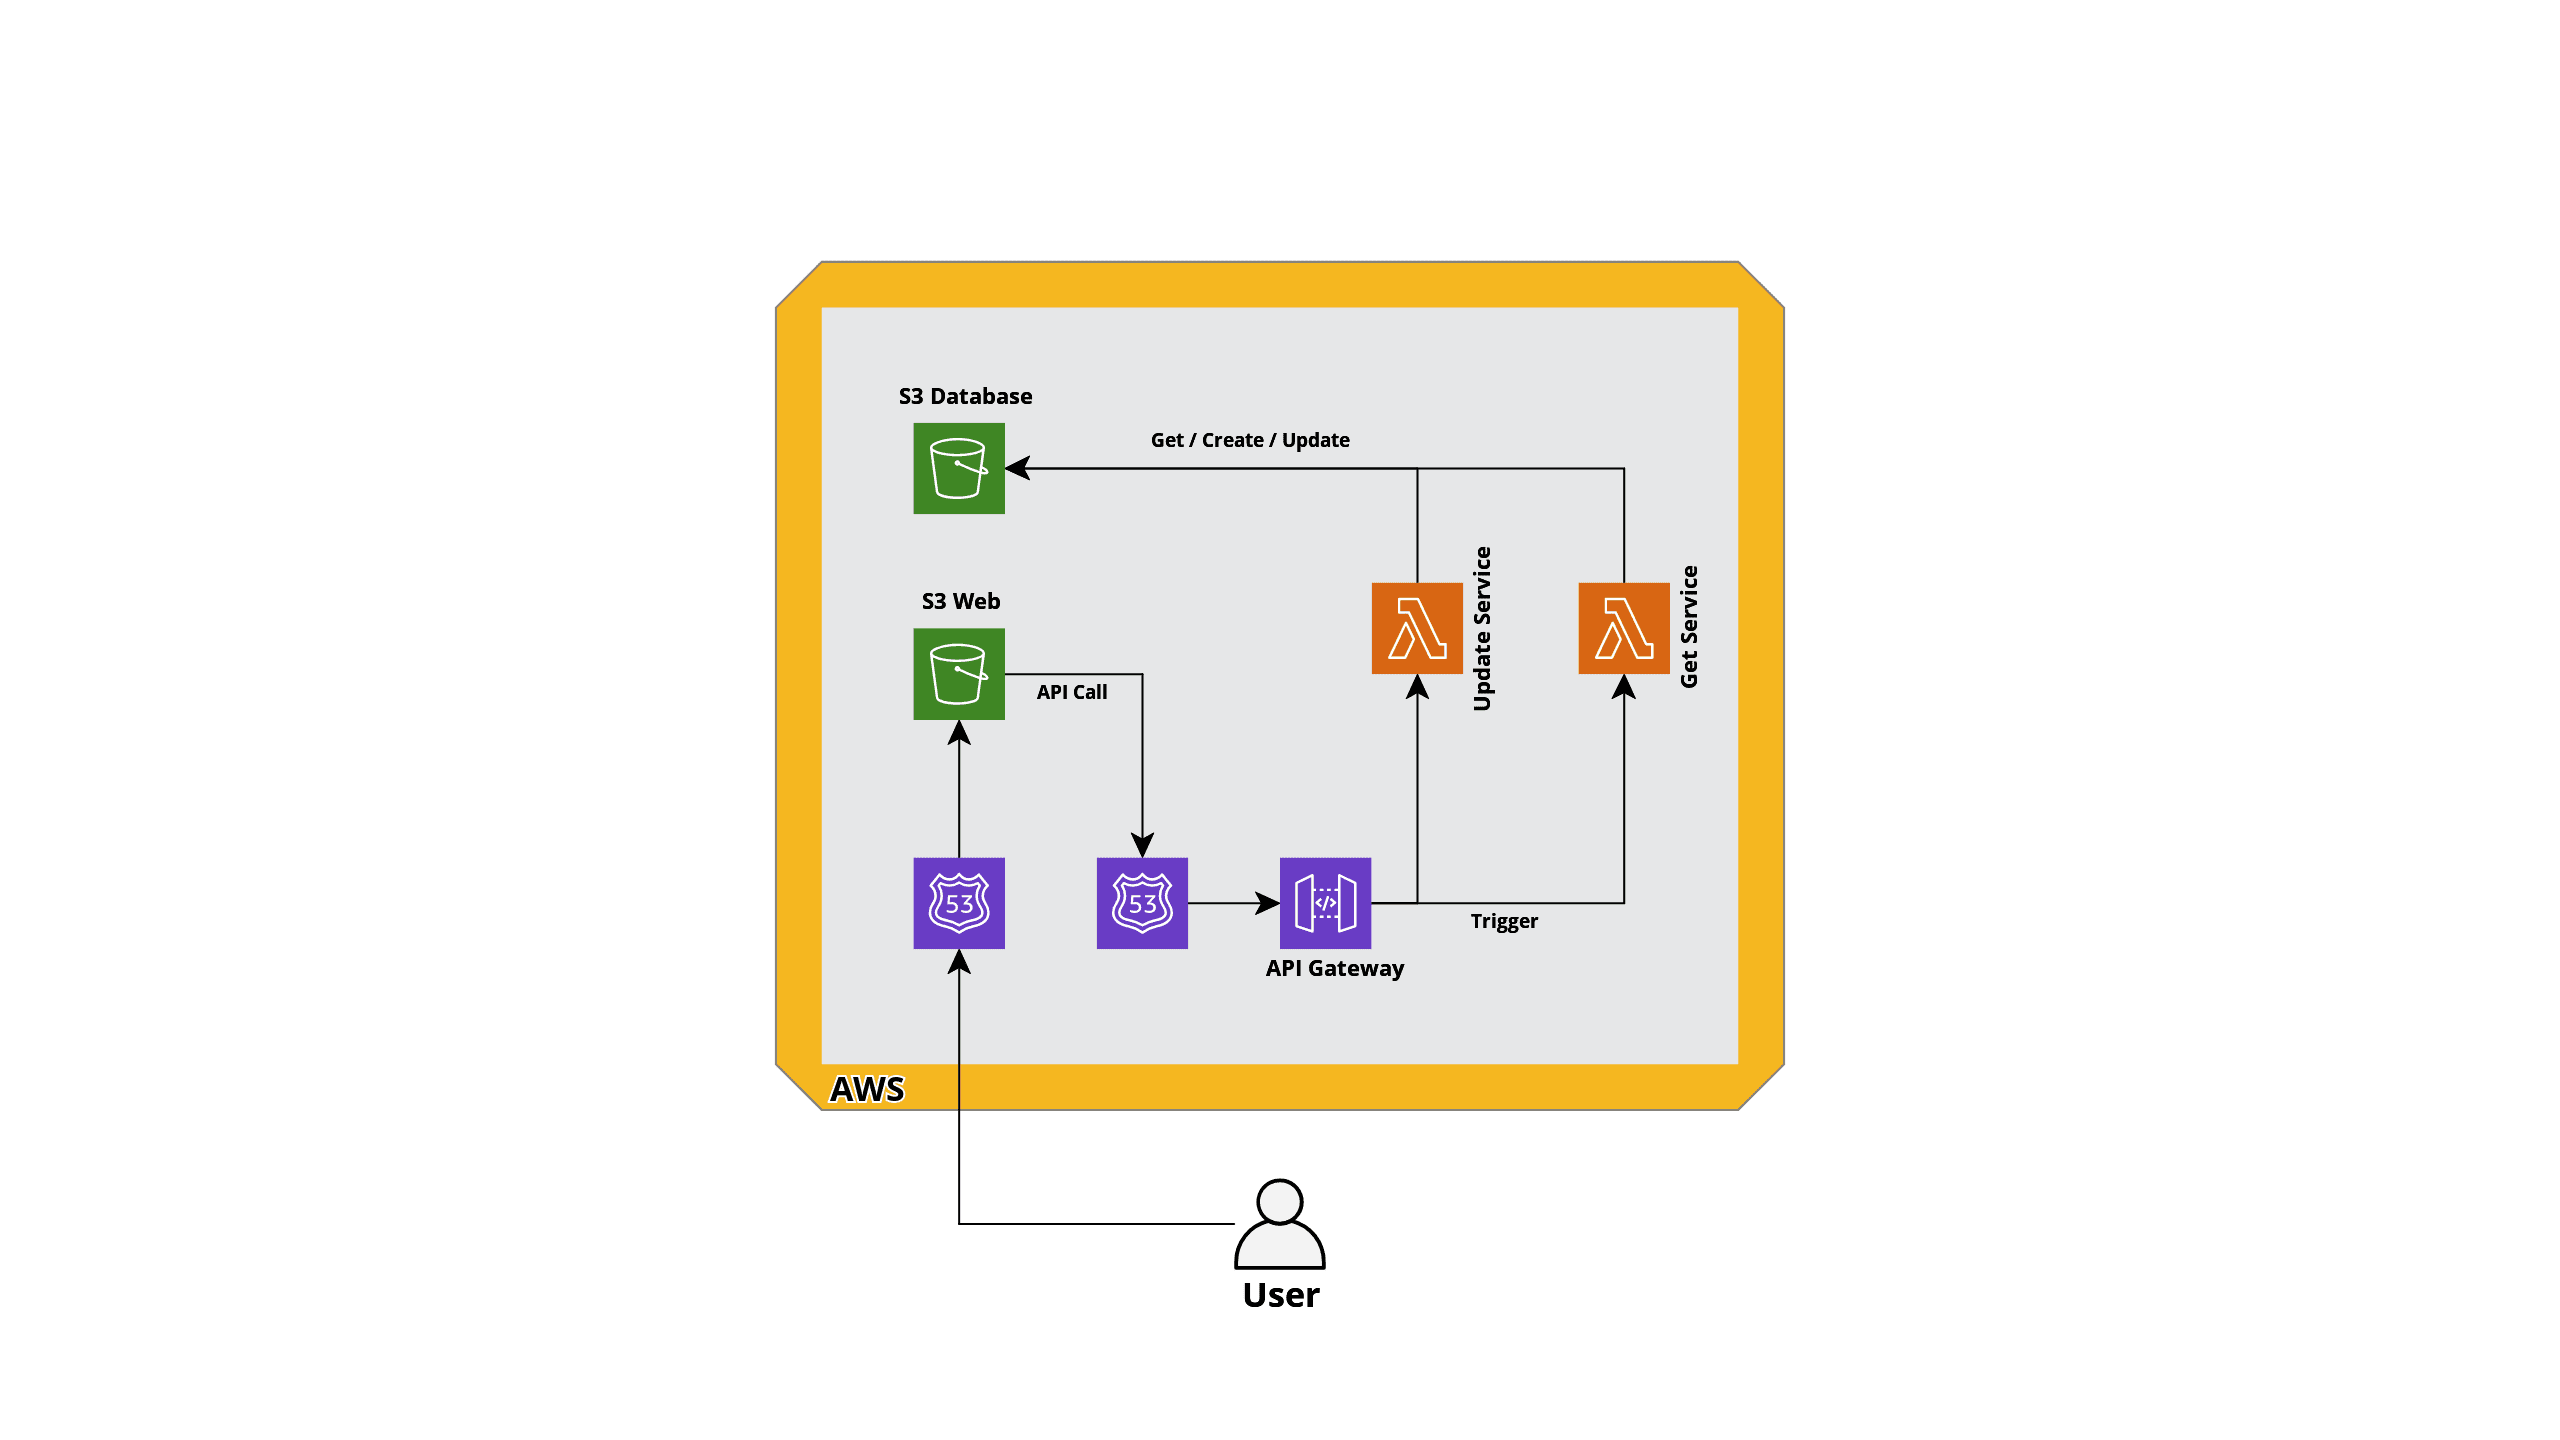 S3 Database
Get / Create / Update
S3 Web
API Call
Update Service
Get Service
53
53
</>
Trigger
API Gateway
AWS
User